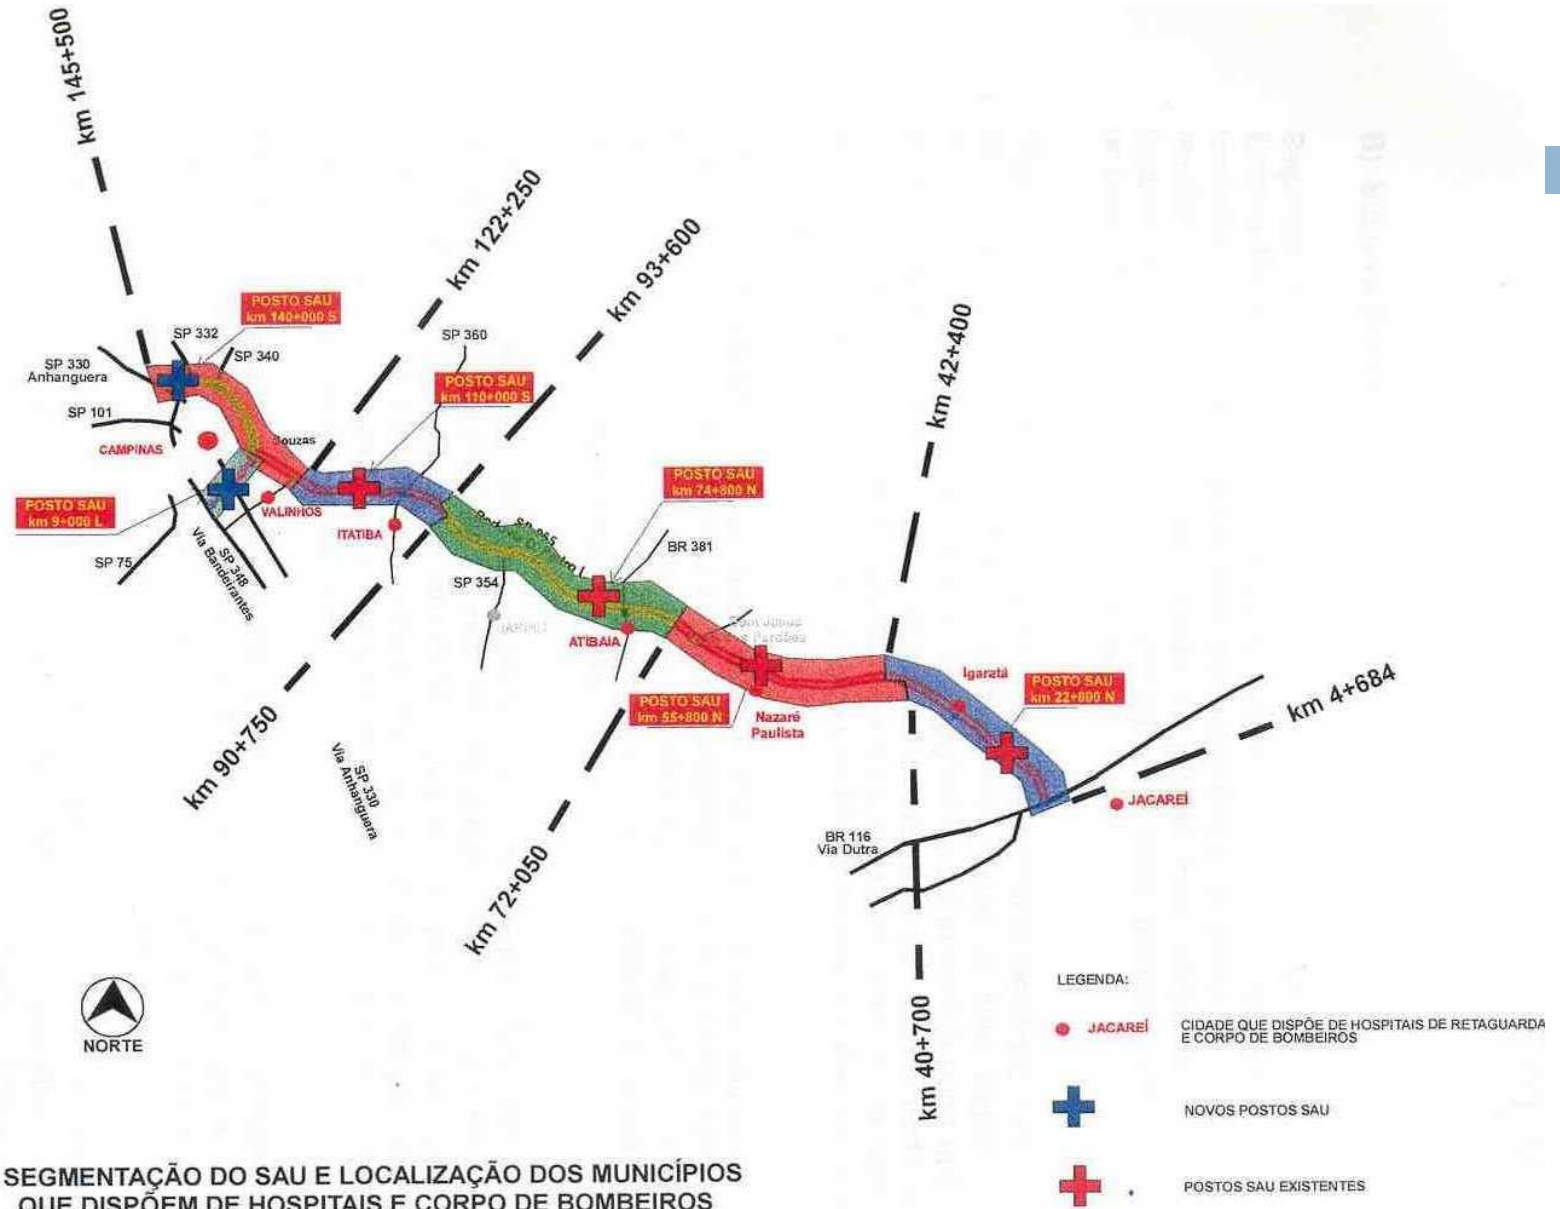 km 145+500
km 122+250
km 93+600
km 42+400
POSTO SAU
km 140+000 S
SP 332
SP 340
SP 330
Anhanguera
SP 101
SP 360
POSTO SAU
km 110+000 S
CAMPINAS
POSTO SAU
km 74+800 N
POSTO SAU
km 9+000 L
VALINHOS
ITATIBA
SP 75
SP 348
Via Bandeirantes
BR 381
SP 354
ATIBAIA
Igaratá
POSTO SAU
km 22+800 N
POSTO SAU
km 55+800 N
Nazaré
Paulista
km 4+684
km 90+750
SP 330
Via Anhanguera
JACAREÍ
BR 116
Via Dutra
km 72+050
km 40+700
NORTE
LEGENDA:
JACAREÍ
CIDADE QUE DISPÕE DE HOSPITAIS DE RETAGUARDA
E CORPO DE BOMBEIROS
NOVOS POSTOS SAU
POSTOS SAU EXISTENTES
SEGMENTAÇÃO DO SAU E LOCALIZAÇÃO DOS MUNICÍPIOS
QUE DISPÕEM DE HOSPITAIS E CORPO DE BOMBEIROS